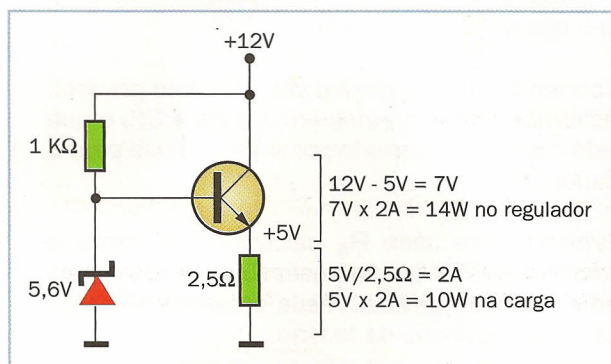 +12V
1 KΩ
12V - 5V = 7V
7V x 2A = 14W no regulador
+5V
5,6V
2,5Ω
5V/2,5Ω = 2A
5V x 2A = 10W na carga